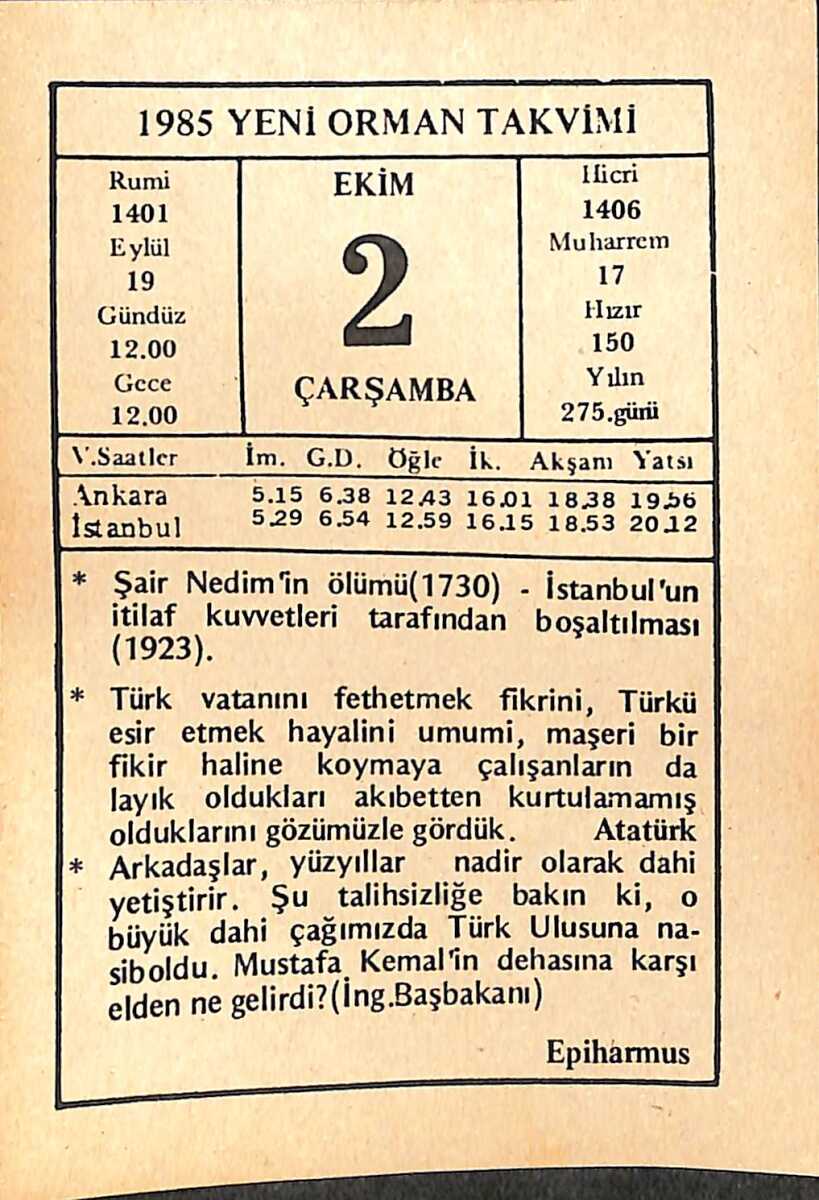 1985 YENİ ORMAN TAKVİMİ
Rumi
1401
Eylül
19
Gündüz
12.00
Gece
12.00
EKİM
2
ÇARŞAMBA
Hicri
1406
Muharrem
17
Hızır
150
Yılın
275.günü
V.Saatler İm. G.D. Öğle İk. Akşam Yatsı
Ankara 5.15 6.38 12.43 16.01 18.38 19.56
İstanbul 5.29 6.54 12.59 16.15 18.53 20.12
* Şair Nedim'in ölümü(1730) - İstanbul'un
itilaf kuvvetleri tarafından boşaltılması
(1923).
* Türk vatanını fethetmek fikrini, Türkü
esir etmek hayalini umumi, maşeri bir
fikir haline koymaya çalışanların da
layık oldukları akıbetten kurtulamamış
olduklarını gözümüzle gördük. Atatürk
* Arkadaşlar, yüzyıllar nadir olarak dahi
yetiştirir. Şu talihsizliğe bakın ki, o
büyük dahi çağımızda Türk Ulusuna na-
siboldu. Mustafa Kemal'in dehasına karşı
elden ne gelirdi?(İng.Başbakanı)
Epiharmus